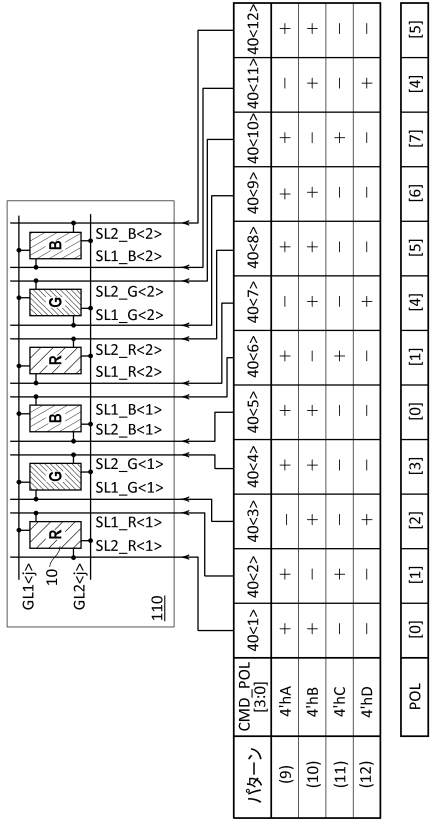 GL1<j>
10
GL2<j>
110
R G B R G B
SL2_R<1> SL1_R<1> SL1_G<1> SL2_G<1> SL2_B<1> SL1_B<1> SL1_R<2> SL2_R<2> SL1_G<2> SL2_G<2> SL1_B<2> SL2_B<2>
パターン CMD_POL [3:0] 40<1> 40<2> 40<3> 40<4> 40<5> 40<6> 40<7> 40<8> 40<9> 40<10> 40<11> 40<12>
(9) 4'hA + + − + + + − + + + − +
(10) 4'hB + − + + + − + + + − + +
(11) 4'hC − + − − − + − − − + − −
(12) 4'hD − − + − − − + − − − + −
POL [0] [1] [2] [3] [0] [1] [4] [5] [6] [7] [4] [5]